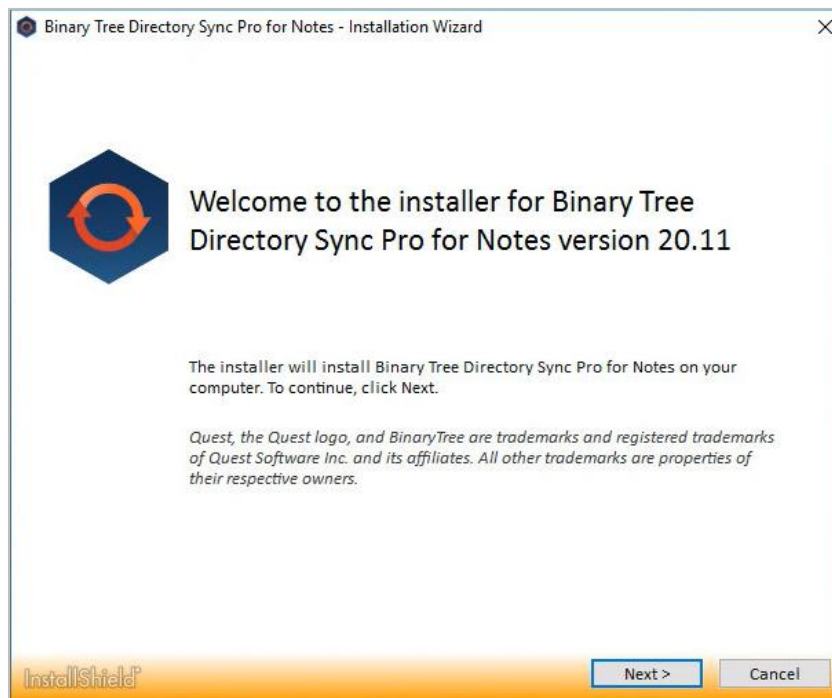 Binary Tree Directory Sync Pro for Notes - Installation Wizard
Welcome to the installer for Binary Tree
Directory Sync Pro for Notes version 20.11
The installer will install Binary Tree Directory Sync Pro for Notes on your
computer. To continue, click Next.
Quest, the Quest logo, and BinaryTree are trademarks and registered trademarks
of Quest Software Inc. and its affiliates. All other trademarks are properties of
their respective owners.
InstallShield
Next >
Cancel